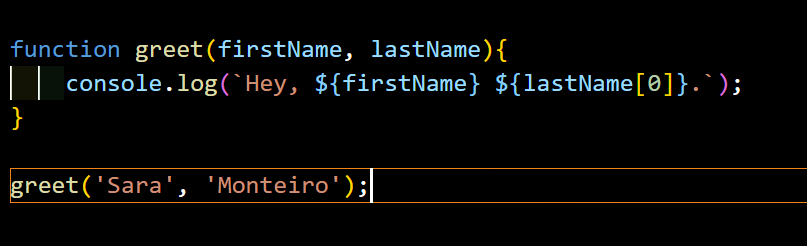 function greet(firstName, lastName){
    console.log(`Hey, ${firstName} ${lastName[0]}.`);
}
greet('Sara', 'Monteiro');